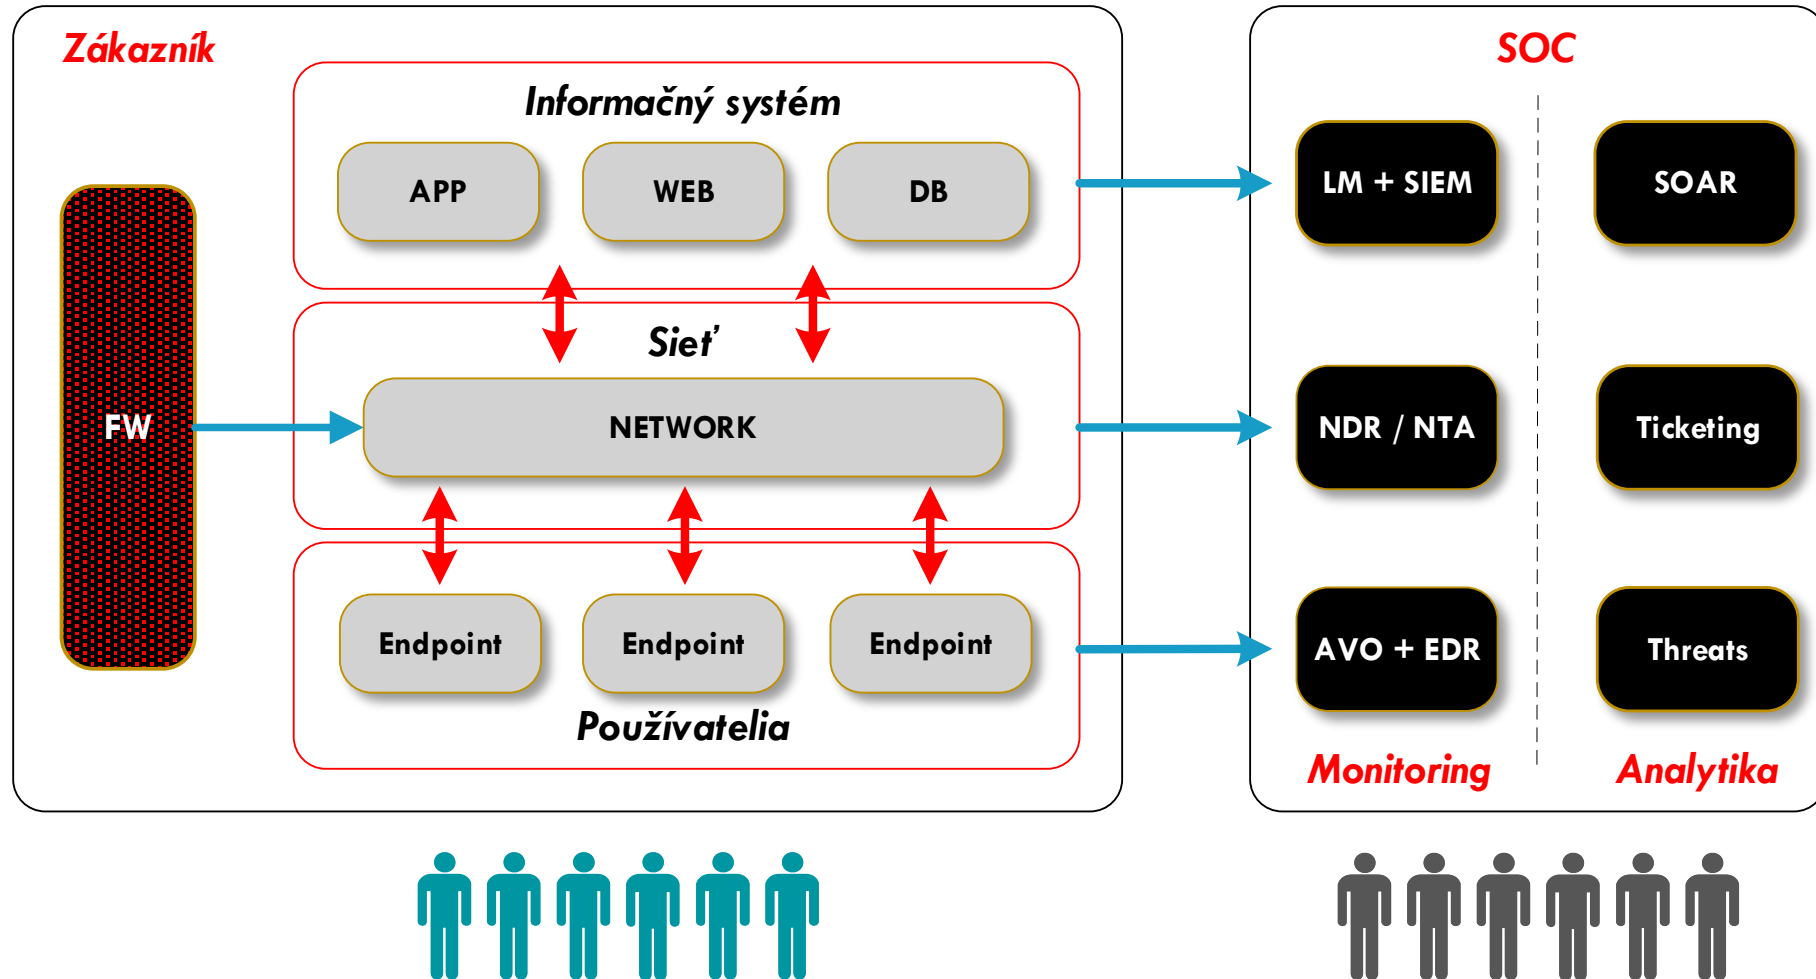 Zákazník
SOC
Informačný systém
APP
WEB
DB
LM + SIEM
SOAR
Sieť
FW
NETWORK
NDR / NTA
Ticketing
Endpoint
Endpoint
Endpoint
AVO + EDR
Threats
Používatelia
Monitoring
Analytika